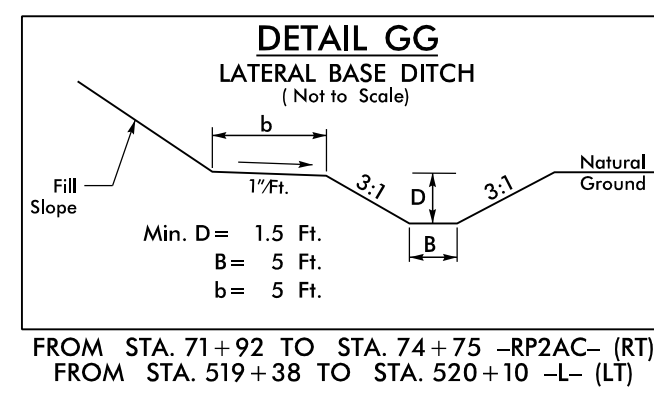 DETAIL GG
LATERAL BASE DITCH
( Not to Scale)
b
1"/Ft.
3:1
D
3:1
Natural
Ground
Fill
Slope
B
Min. D = 1.5 Ft.
B = 5 Ft.
b = 5 Ft.
FROM STA. 71+92 TO STA. 74+75 -RP2AC- (RT)
FROM STA. 519+38 TO STA. 520+10 -L- (LT)